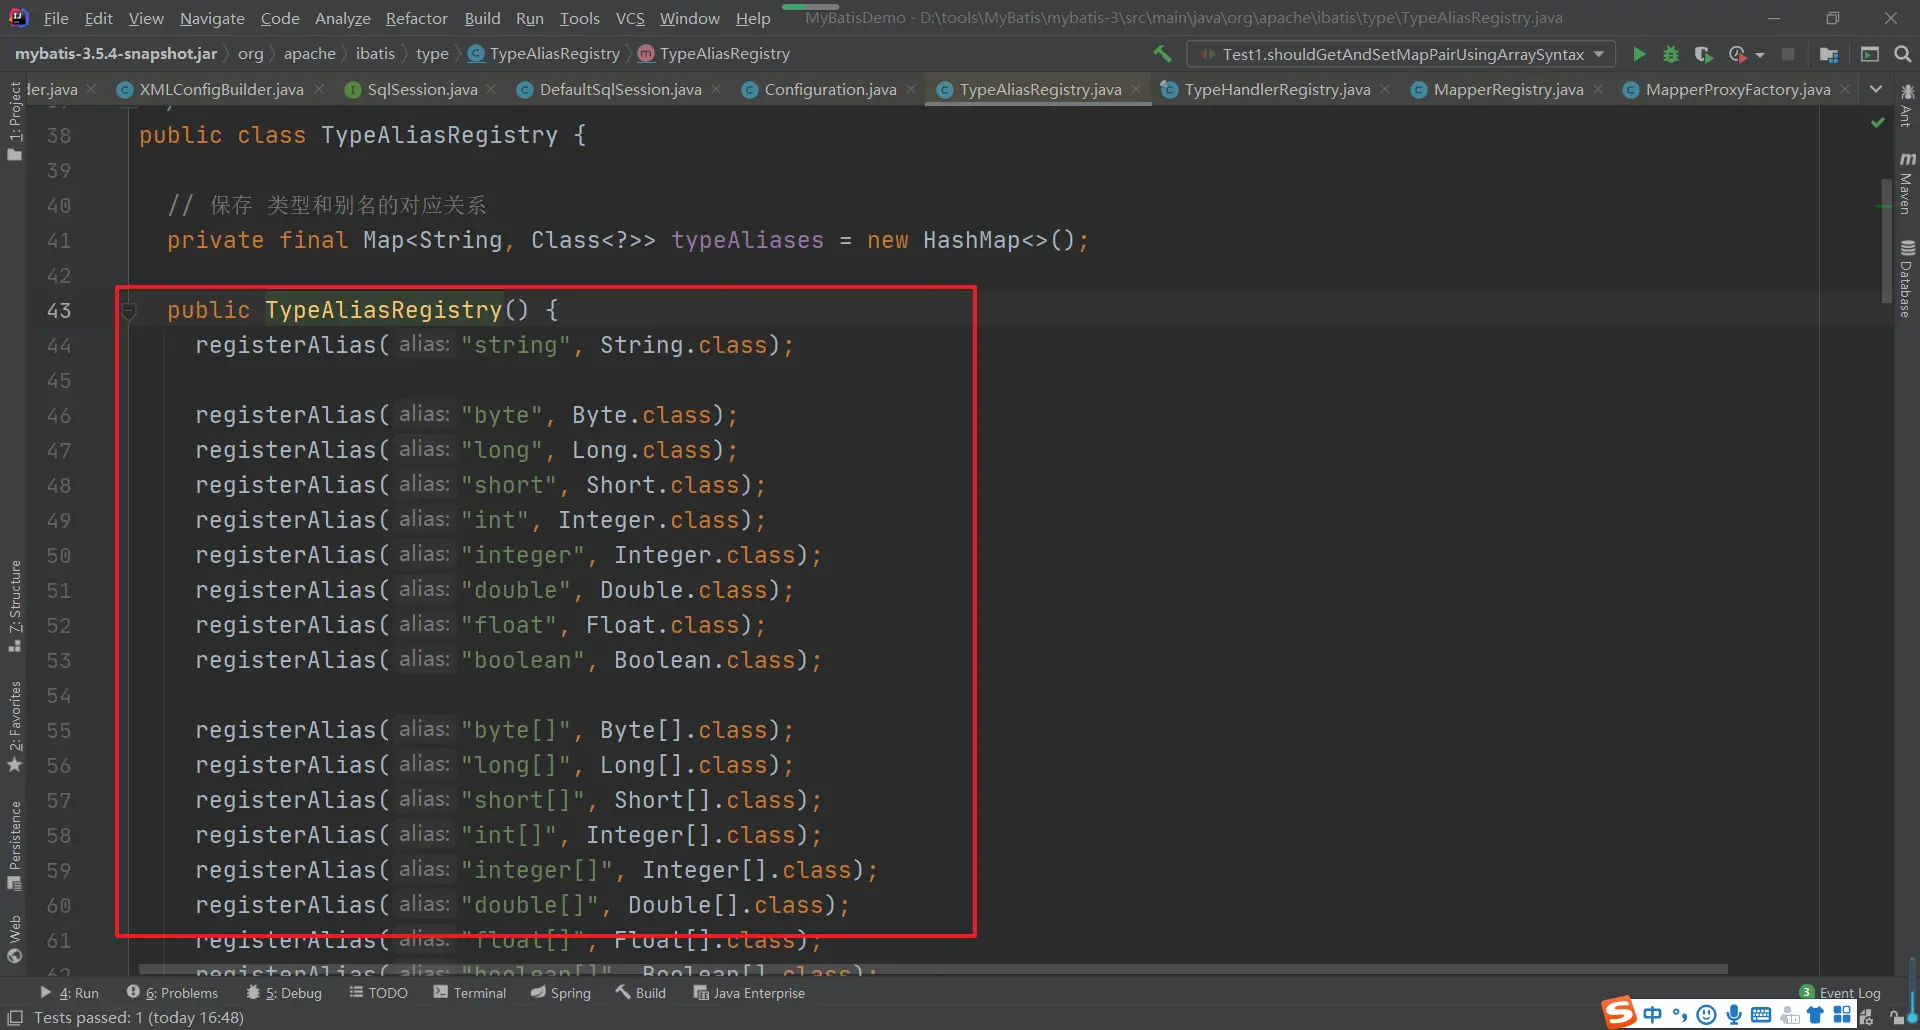 File Edit View Navigate Code Analyze Refactor Build Run Tools VCS Window Help MyBatisDemo - D:\tools\MyBatis\mybatis-3\src\main\java\org\apache\ibatis\type\TypeAliasRegistry.java
mybatis-3.5.4-snapshot.jar org apache ibatis type TypeAliasRegistry TypeAliasRegistry Test1.shouldGetAndSetMapPairUsingArraySyntax
ler.java XMLConfigBuilder.java SqlSession.java DefaultSqlSession.java Configuration.java TypeAliasRegistry.java TypeHandlerRegistry.java MapperRegistry.java MapperProxyFactory.java
1: Project
7: Structure
2: Favorites
Persistence
Web
38 public class TypeAliasRegistry {
39
40 // 保存 类型和别名的对应关系
41 private final Map<String, Class<?>> typeAliases = new HashMap<>();
42
43 public TypeAliasRegistry() {
44 registerAlias( alias: "string", String.class);
45
46 registerAlias( alias: "byte", Byte.class);
47 registerAlias( alias: "long", Long.class);
48 registerAlias( alias: "short", Short.class);
49 registerAlias( alias: "int", Integer.class);
50 registerAlias( alias: "integer", Integer.class);
51 registerAlias( alias: "double", Double.class);
52 registerAlias( alias: "float", Float.class);
53 registerAlias( alias: "boolean", Boolean.class);
54
55 registerAlias( alias: "byte[]", Byte[].class);
56 registerAlias( alias: "long[]", Long[].class);
57 registerAlias( alias: "short[]", Short[].class);
58 registerAlias( alias: "int[]", Integer[].class);
59 registerAlias( alias: "integer[]", Integer[].class);
60 registerAlias( alias: "double[]", Double[].class);
61 registerAlias( alias: "float[]", Float[].class);
62 registerAlias( alias: "boolean[]", Boolean[].class);
Ant
Maven
Database
4: Run 6: Problems 5: Debug TODO Terminal Spring Build Java Enterprise 3 Event Log
Tests passed: 1 (today 16:48)
中